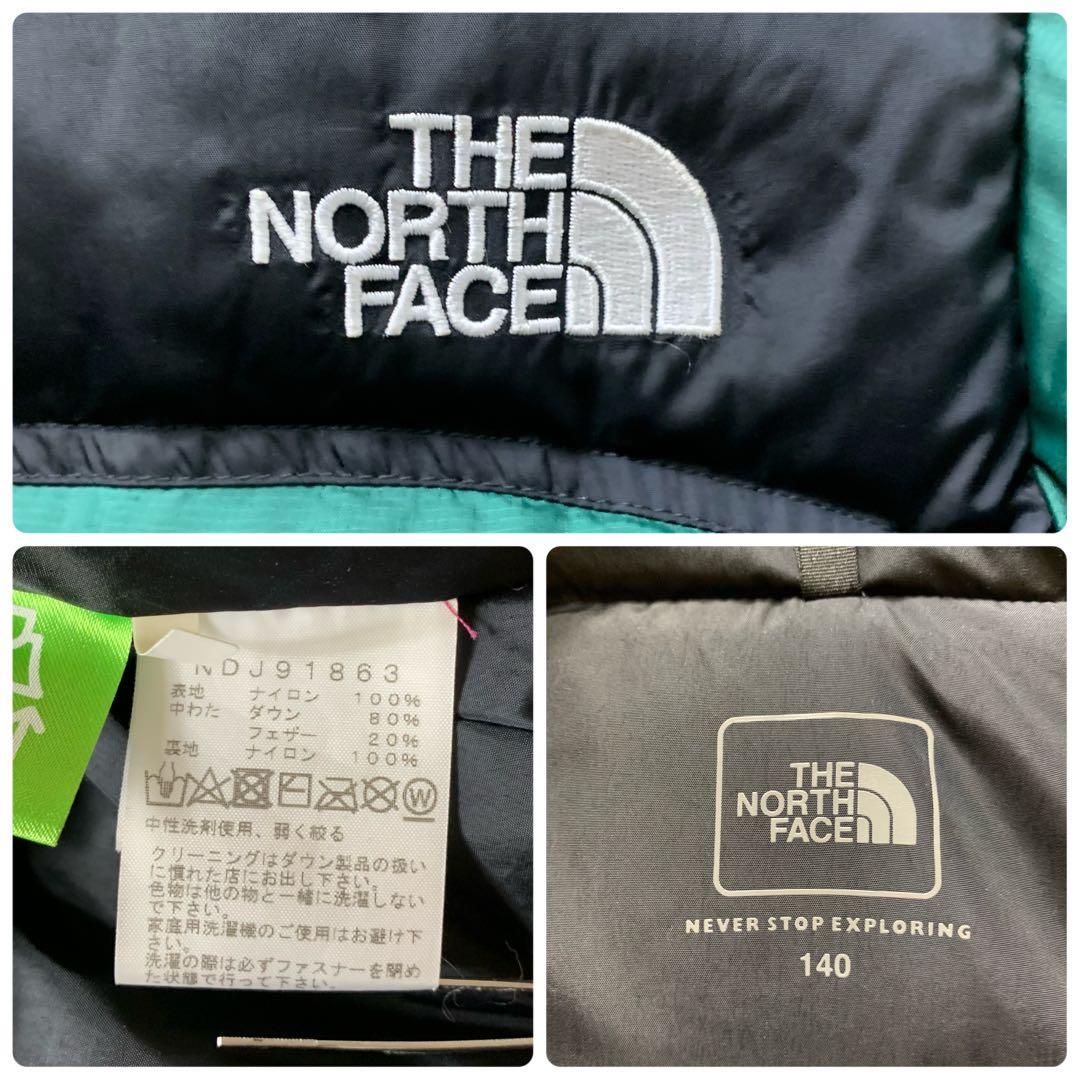 THE
NORTH
FACE
NDJ91863
表地 ナイロン 100%
中わた ダウン 80%
フェザー 20%
裏地 ナイロン 100%
W
中性洗剤使用、弱く絞る
クリーニングはダウン製品の扱い
に慣れた店にお出し下さい。
色物は他の物と一緒に洗濯しない
で下さい。
家庭用洗濯機のご使用はお避け下
さい。
洗濯の際は必ずファスナーを閉め
た状態で行って下さい。
THE
NORTH
FACE
NEVER STOP EXPLORING
140